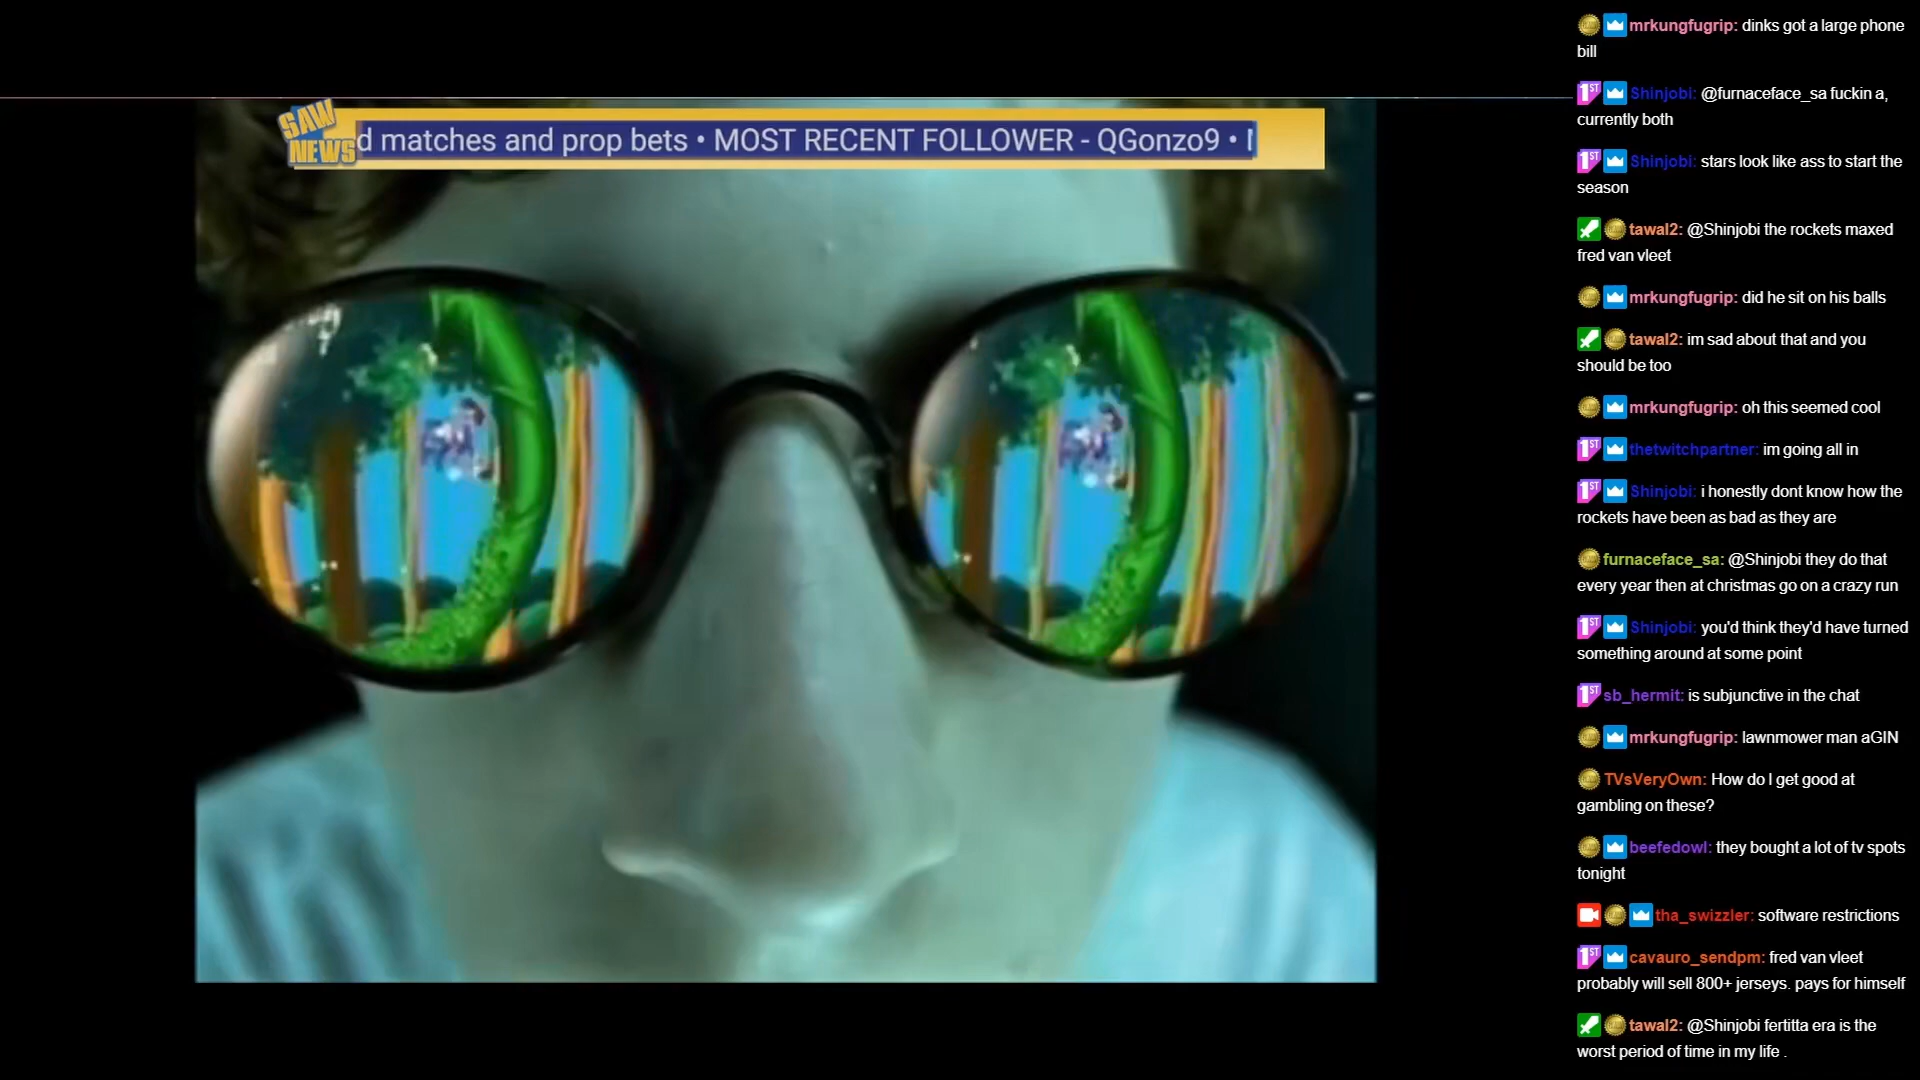 SAW
NEWS
d matches and prop bets • MOST RECENT FOLLOWER - QGonzo9 •
mrkungfugrip: dinks got a large phone
bill
1ST Shinjobi: @furnaceface_sa fuckin a,
currently both
1ST Shinjobi: stars look like ass to start the
season
tawal2: @Shinjobi the rockets maxed
fred van vleet
mrkungfugrip: did he sit on his balls
tawal2: im sad about that and you
should be too
mrkungfugrip: oh this seemed cool
1ST thetwitchpartner: im going all in
1ST Shinjobi: i honestly dont know how the
rockets have been as bad as they are
furnaceface_sa: @Shinjobi they do that
every year then at christmas go on a crazy run
1ST Shinjobi: you'd think they'd have turned
something around at some point
1ST sb_hermit: is subjunctive in the chat
mrkungfugrip: lawnmower man aGIN
TVsVeryOwn: How do I get good at
gambling on these?
beefedowl: they bought a lot of tv spots
tonight
tha_swizzler: software restrictions
1ST cavauro_sendpm: fred van vleet
probably will sell 800+ jerseys. pays for himself
tawal2: @Shinjobi fertitta era is the
worst period of time in my life .